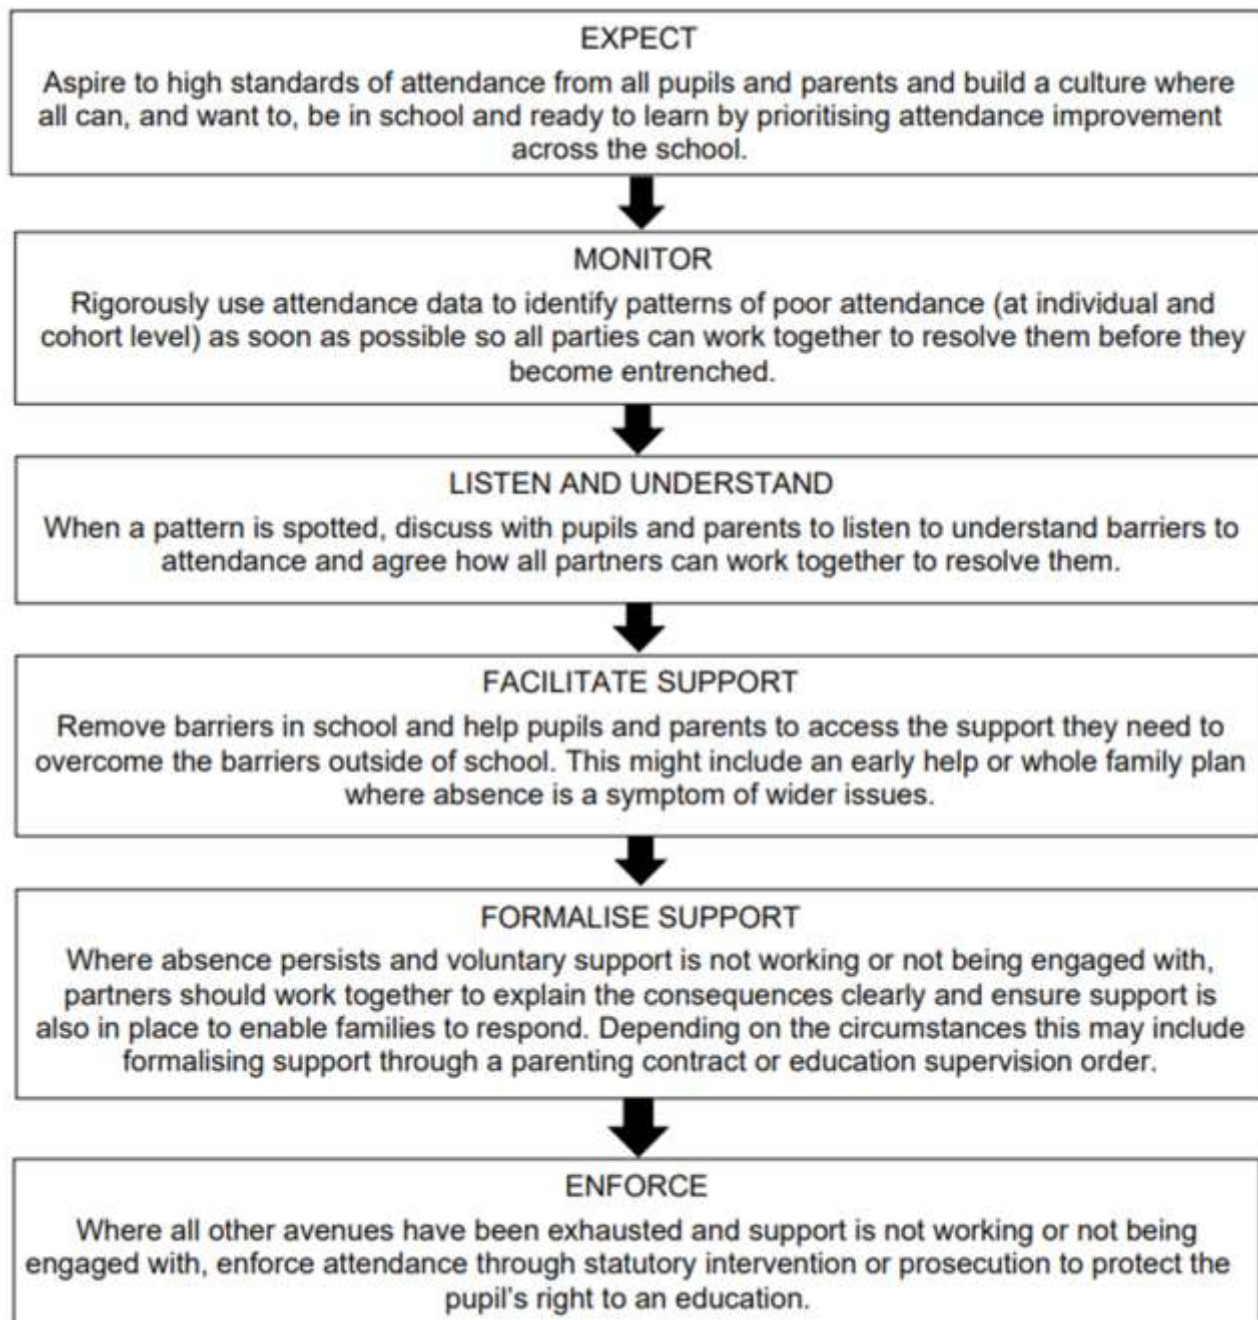 EXPECT
Aspire to high standards of attendance from all pupils and parents and build a culture where
all can, and want to, be in school and ready to learn by prioritising attendance improvement
across the school.
MONITOR
Rigorously use attendance data to identify patterns of poor attendance (at individual and
cohort level) as soon as possible so all parties can work together to resolve them before they
become entrenched.
LISTEN AND UNDERSTAND
When a pattern is spotted, discuss with pupils and parents to listen to understand barriers to
attendance and agree how all partners can work together to resolve them.
FACILITATE SUPPORT
Remove barriers in school and help pupils and parents to access the support they need to
overcome the barriers outside of school. This might include an early help or whole family plan
where absence is a symptom of wider issues.
FORMALISE SUPPORT
Where absence persists and voluntary support is not working or not being engaged with,
partners should work together to explain the consequences clearly and ensure support is
also in place to enable families to respond. Depending on the circumstances this may include
formalising support through a parenting contract or education supervision order.
ENFORCE
Where all other avenues have been exhausted and support is not working or not being
engaged with, enforce attendance through statutory intervention or prosecution to protect the
pupil's right to an education.